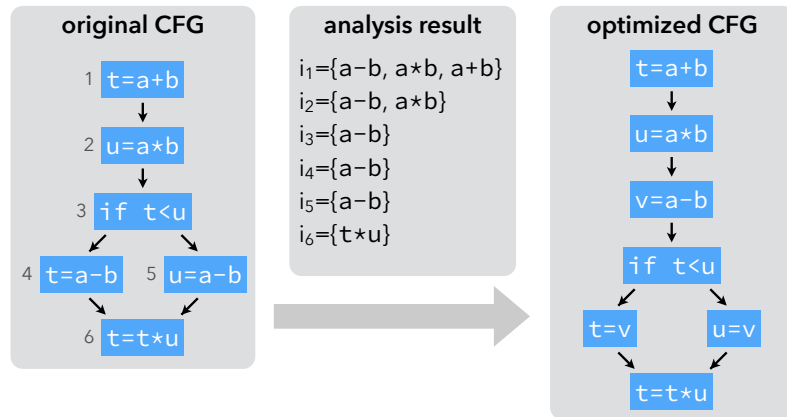 original CFG
1 t=a+b
2 u=a*b
3 if t<u
4 t=a-b 5 u=a-b
6 t=t*u
analysis result
i₁={a-b, a*b, a+b}
i₂={a-b, a*b}
i₃={a-b}
i₄={a-b}
i₅={a-b}
i₆={t*u}
optimized CFG
t=a+b
u=a*b
v=a-b
if t<u
t=v u=v
t=t*u